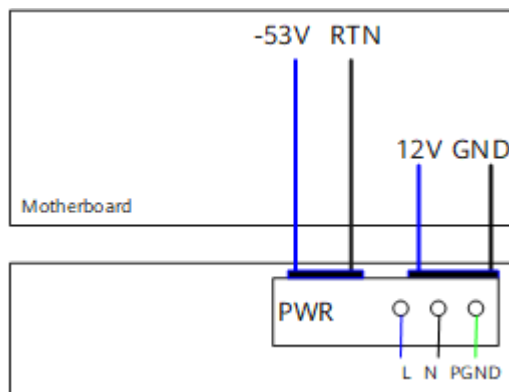 -53V RTN
12V GND
Motherboard
PWR
L N PGND